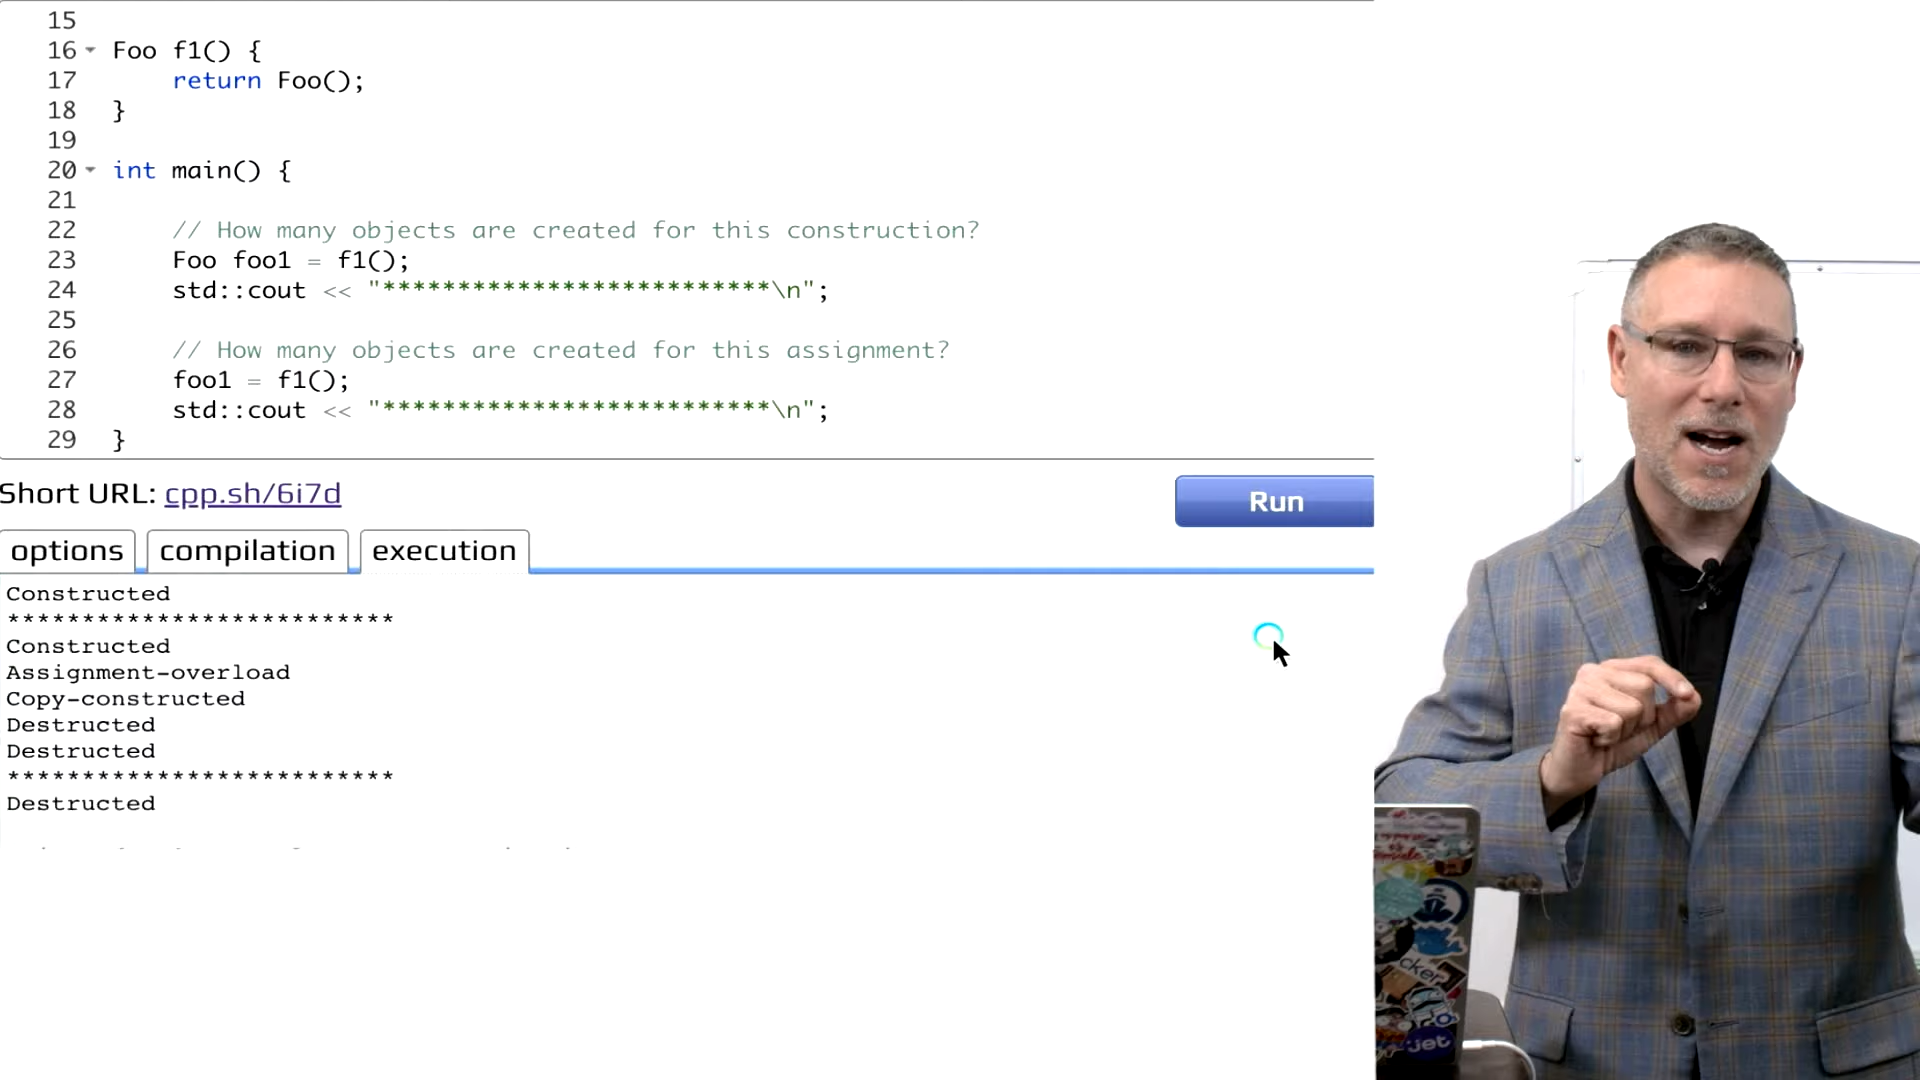 15
16 Foo f1() {
17 return Foo();
18 }
19
20 int main() {
21
22 // How many objects are created for this construction?
23 Foo foo1 = f1();
24 std::cout << "**************************\n";
25
26 // How many objects are created for this assignment?
27 foo1 = f1();
28 std::cout << "**************************\n";
29 }
Short URL: cpp.sh/6i7d
Run
options compilation execution
Constructed
**************************
Constructed
Assignment-overload
Copy-constructed
Destructed
Destructed
**************************
Destructed
cker
jet